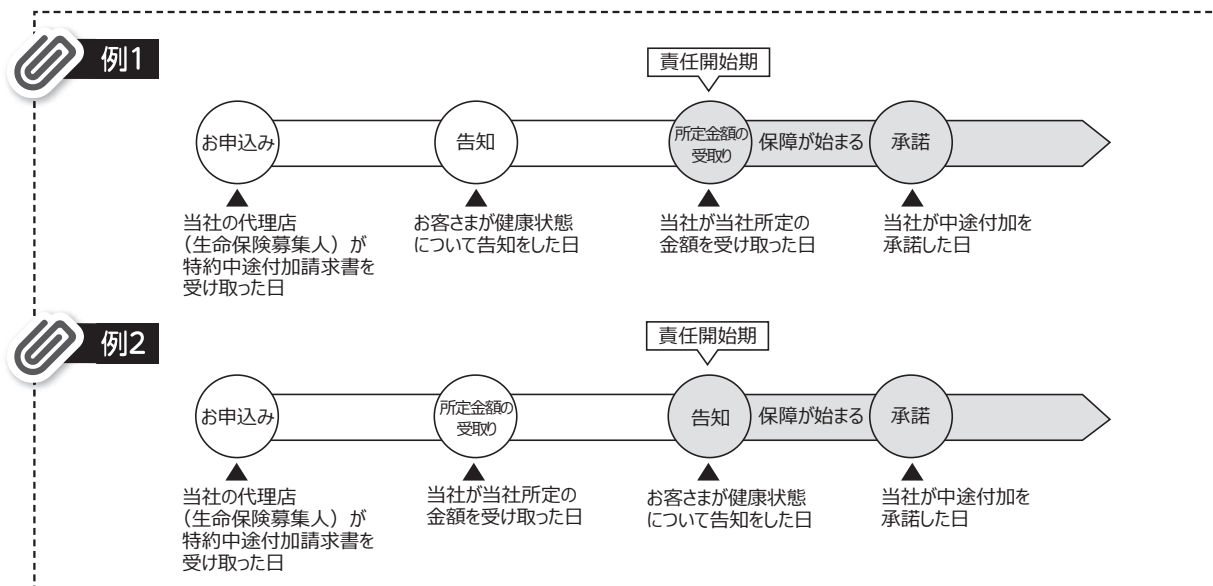 例1
責任開始期
お申込み
告知
所定金額の
受取り
保障が始まる
承諾
当社の代理店
(生命保険募集人)が
特約中途付加請求書を
受け取った日
お客さまが健康状態
について告知をした日
当社が当社所定の
金額を受け取った日
当社が中途付加を
承諾した日
例2
責任開始期
お申込み
所定金額の
受取り
告知
保障が始まる
承諾
当社の代理店
(生命保険募集人)が
特約中途付加請求書を
受け取った日
当社が当社所定の
金額を受け取った日
お客さまが健康状態
について告知をした日
当社が中途付加を
承諾した日